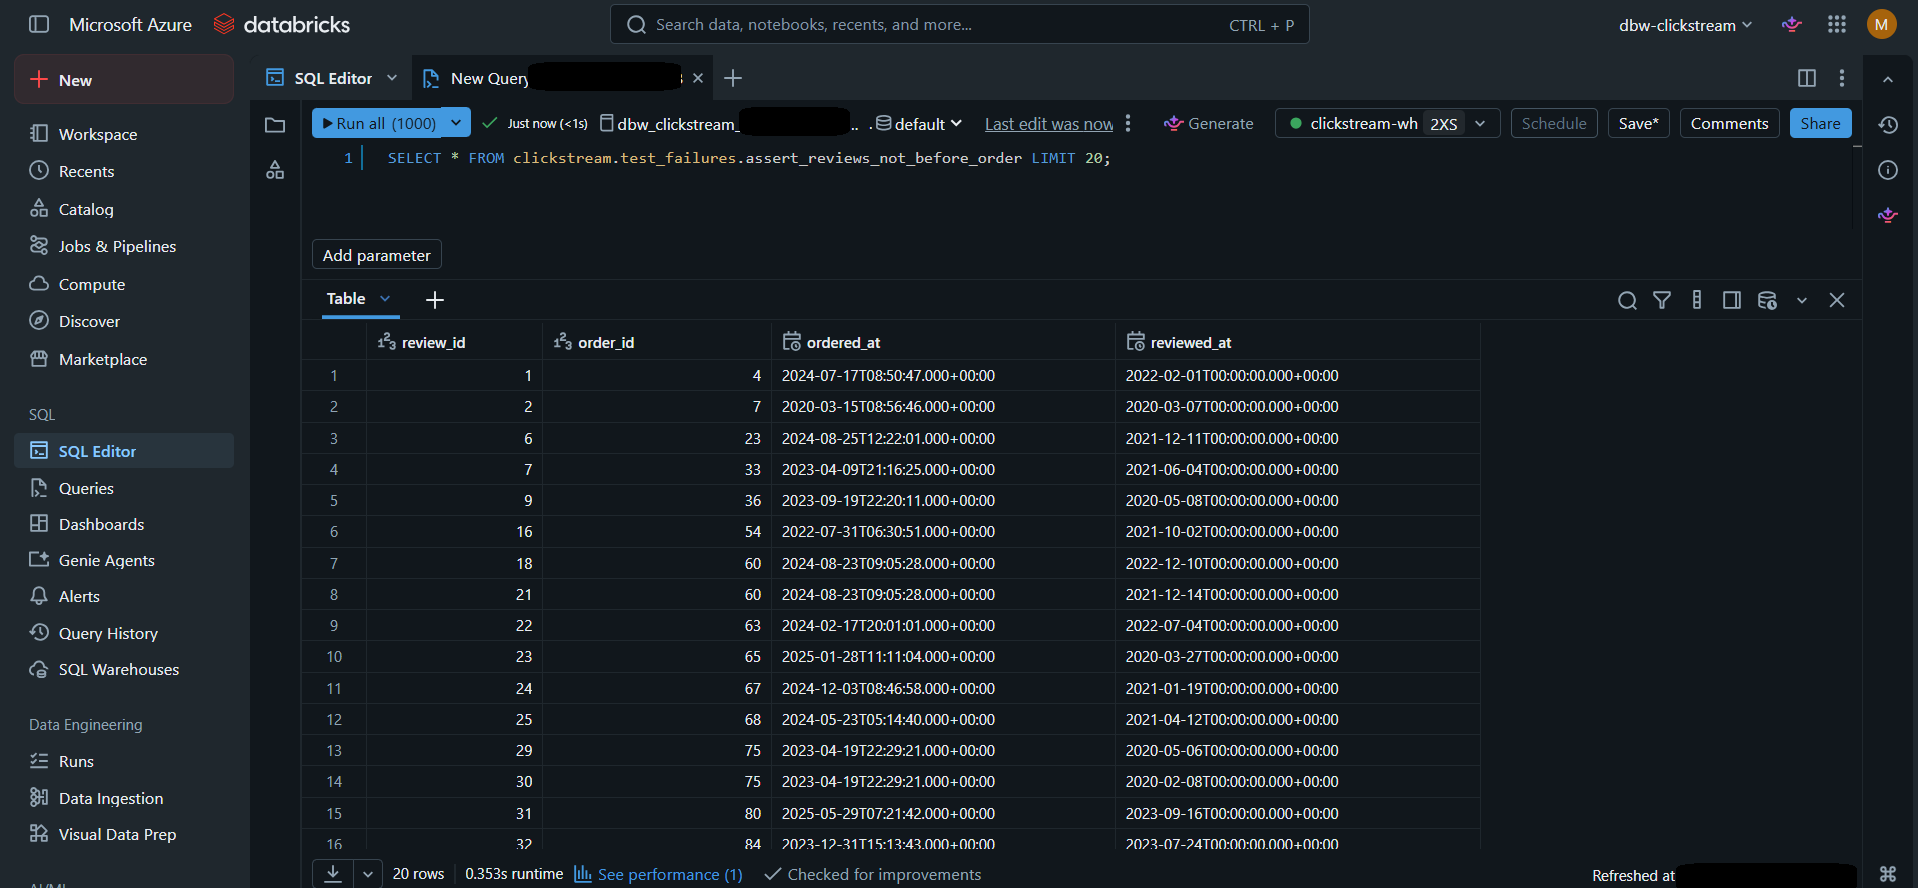 Microsoft Azure databricks
Search data, notebooks, recents, and more... CTRL + P
dbw-clickstream M
New
Workspace
Recents
Catalog
Jobs & Pipelines
Compute
Discover
Marketplace
SQL
SQL Editor
Queries
Dashboards
Genie Agents
Alerts
Query History
SQL Warehouses
Data Engineering
Runs
Data Ingestion
Visual Data Prep
SQL Editor New Query
Run all (1000) Just now (<1s) dbw_clickstream_ .. . default Last edit was now Generate clickstream-wh 2XS Schedule Save* Comments Share
1 SELECT * FROM clickstream.test_failures.assert_reviews_not_before_order LIMIT 20;
Add parameter
Table
review_id order_id ordered_at reviewed_at
1 1 4 2024-07-17T08:50:47.000+00:00 2022-02-01T00:00:00.000+00:00
2 2 7 2020-03-15T08:56:46.000+00:00 2020-03-07T00:00:00.000+00:00
3 6 23 2024-08-25T12:22:01.000+00:00 2021-12-11T00:00:00.000+00:00
4 7 33 2023-04-09T21:16:25.000+00:00 2021-06-04T00:00:00.000+00:00
5 9 36 2023-09-19T22:20:11.000+00:00 2020-05-08T00:00:00.000+00:00
6 16 54 2022-07-31T06:30:51.000+00:00 2021-10-02T00:00:00.000+00:00
7 18 60 2024-08-23T09:05:28.000+00:00 2022-12-10T00:00:00.000+00:00
8 21 60 2024-08-23T09:05:28.000+00:00 2021-12-14T00:00:00.000+00:00
9 22 63 2024-02-17T20:01:01.000+00:00 2022-07-04T00:00:00.000+00:00
10 23 65 2025-01-28T11:11:04.000+00:00 2020-03-27T00:00:00.000+00:00
11 24 67 2024-12-03T08:46:58.000+00:00 2021-01-19T00:00:00.000+00:00
12 25 68 2024-05-23T05:14:40.000+00:00 2021-04-12T00:00:00.000+00:00
13 29 75 2023-04-19T22:29:21.000+00:00 2020-05-06T00:00:00.000+00:00
14 30 75 2023-04-19T22:29:21.000+00:00 2020-02-08T00:00:00.000+00:00
15 31 80 2025-05-29T07:21:42.000+00:00 2023-09-16T00:00:00.000+00:00
16 32 84 2023-12-31T15:13:43.000+00:00 2023-07-24T00:00:00.000+00:00
20 rows 0.353s runtime See performance (1) Checked for improvements
Refreshed at